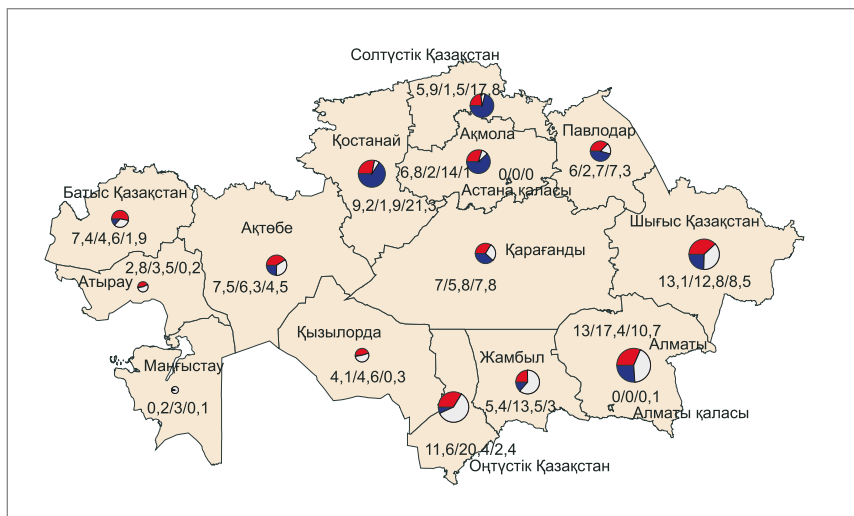 Солтүстік Қазақстан
5,9/1,5/17,8
Қостанай
Ақмола
Павлодар
6,8/2/14/1
0/0/0
6/2,7/7,3
Астана қаласы
Батыс Қазақстан
9,2/1,9/21,3
Ақтөбе
Шығыс Қазақстан
7,4/4,6/1,9
Қарағанды
2,8/3,5/0,2
Атырау
7,5/6,3/4,5
7/5,8/7,8
13,1/12,8/8,5
Қызылорда
13/17,4/10,7
Алматы
Маңғыстау
Жамбыл
4,1/4,6/0,3
0,2/3/0,1
5,4/13,5/3
0/0/0,1
Алматы қаласы
11,6/20,4/2,4
Оңтүстік Қазақстан